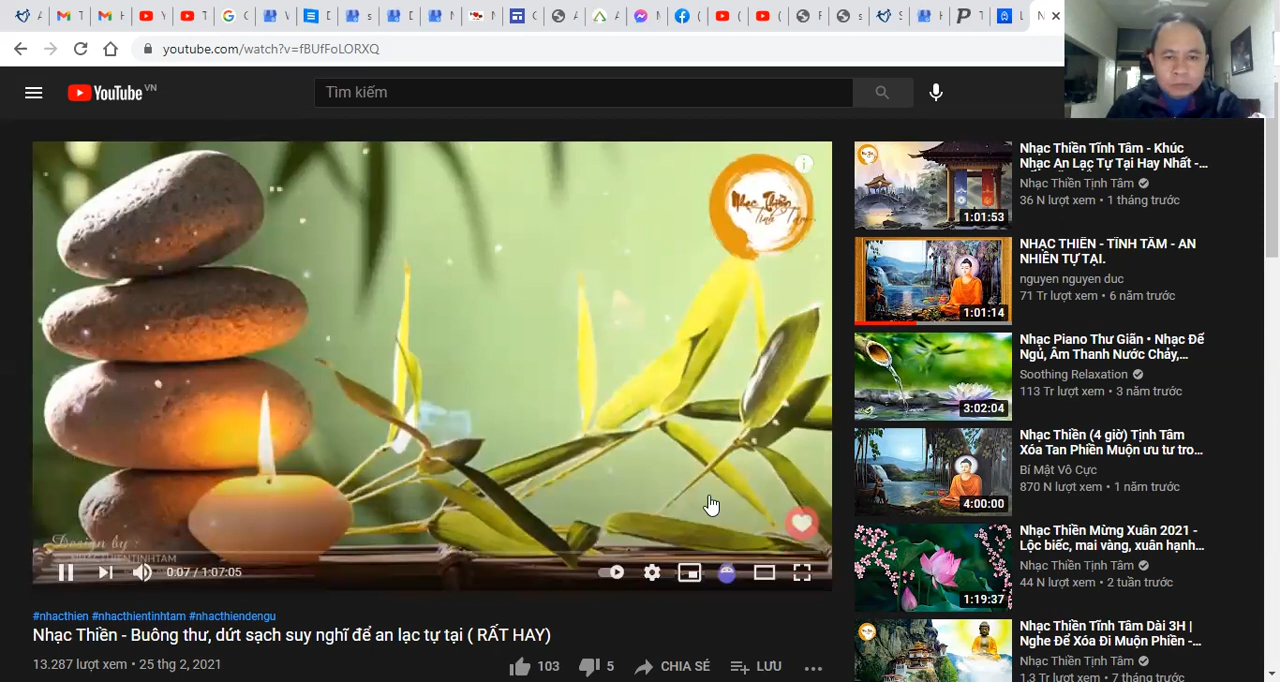 youtube.com/watch?v=fBUfFoLORXQ
YouTube VN
Tìm kiếm
Nhạc Thiền
Tịnh Tâm
Design by :
NHACTHIENTINHTAM
0:07 / 1:07:05
#nhacthien #nhacthientinhtam #nhacthiendengu
Nhạc Thiền - Buông thư, dứt sạch suy nghĩ để an lạc tự tại ( RẤT HAY)
13.287 lượt xem • 25 thg 2, 2021
103
5
CHIA SẺ
LƯU
Nhạc Thiền Tĩnh Tâm - Khúc
Nhạc An Lạc Tự Tại Hay Nhất -...
Nhạc Thiền Tịnh Tâm
36 N lượt xem • 1 tháng trước
1:01:53
NHẠC THIỀN - TĨNH TÂM - AN
NHIÊN TỰ TẠI.
nguyen nguyen duc
71 Tr lượt xem • 6 năm trước
1:01:14
Nhạc Piano Thư Giãn • Nhạc Dễ
Ngủ, Âm Thanh Nước Chảy,...
Soothing Relaxation
113 Tr lượt xem • 3 năm trước
3:02:04
Nhạc Thiền (4 giờ) Tịnh Tâm
Xóa Tan Phiền Muộn ưu tư tro...
Bí Mật Vô Cực
870 N lượt xem • 1 năm trước
4:00:00
Nhạc Thiền Mừng Xuân 2021 -
Lộc biếc, mai vàng, xuân hạnh...
Nhạc Thiền Tịnh Tâm
44 N lượt xem • 2 tuần trước
1:19:37
Nhạc Thiền Tĩnh Tâm Dài 3H |
Nghe Để Xóa Đi Muộn Phiền -...
Nhạc Thiền Tịnh Tâm
1,3 Tr lượt xem • 7 tháng trước